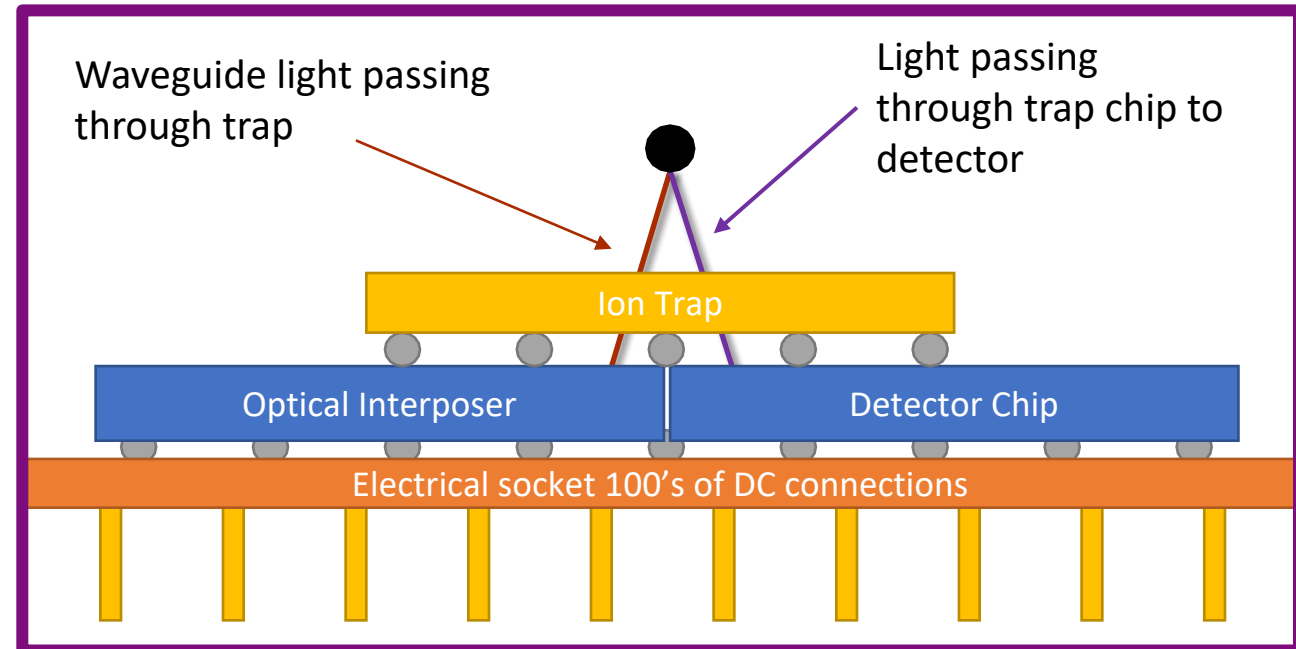 Waveguide light passing
through trap
Light passing
through trap chip to
detector
Ion Trap
Optical Interposer
Detector Chip
Electrical socket 100’s of DC connections